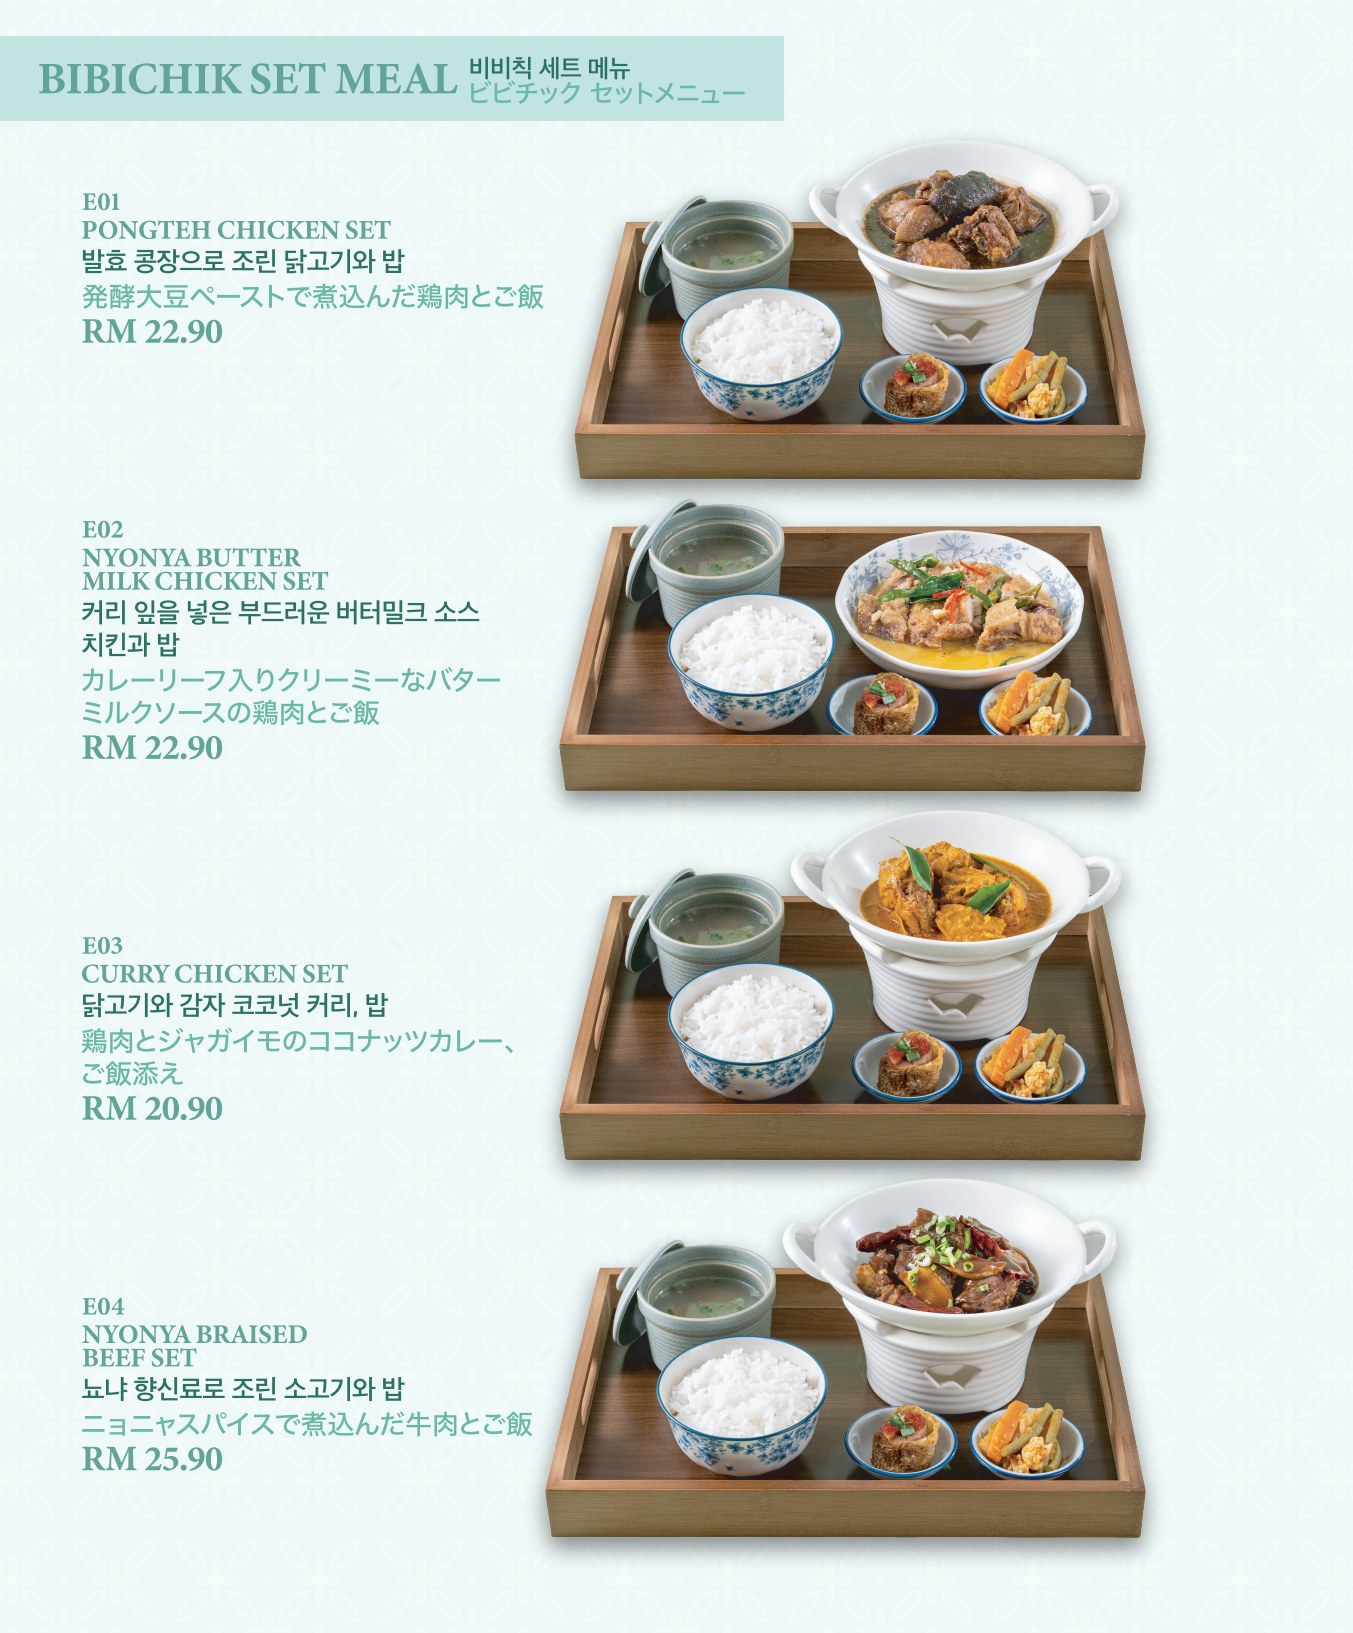 BIBICHIK SET MEAL 비비칙 세트 메뉴
ビビチック セットメニュー
E01
PONGTEH CHICKEN SET
발효 콩장으로 조린 닭고기와 밥
発酵大豆ペーストで煮込んだ鶏肉とご飯
RM 22.90
E02
NYONYA BUTTER
MILK CHICKEN SET
커리 잎을 넣은 부드러운 버터밀크 소스
치킨과 밥
カレーリーフ入りクリーミーなバター
ミルクソースの鶏肉とご飯
RM 22.90
E03
CURRY CHICKEN SET
닭고기와 감자 코코넛 커리, 밥
鶏肉とジャガイモのココナッツカレー、
ご飯添え
RM 20.90
E04
NYONYA BRAISED
BEEF SET
뇨냐 향신료로 조린 소고기와 밥
ニョニャスパイスで煮込んだ牛肉とご飯
RM 25.90